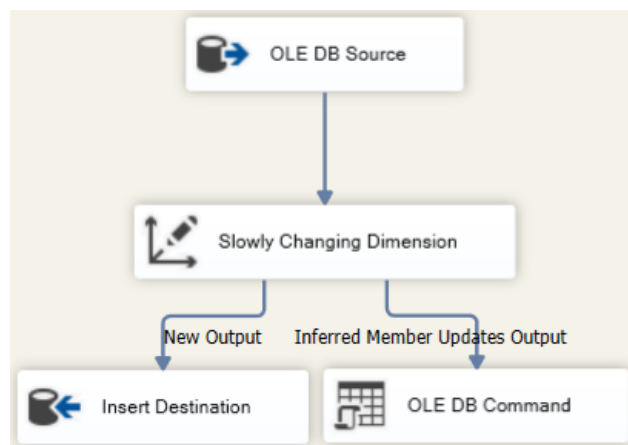 OLE DB Source
Slowly Changing Dimension
New Output
Inferred Member Updates Output
Insert Destination
OLE DB Command